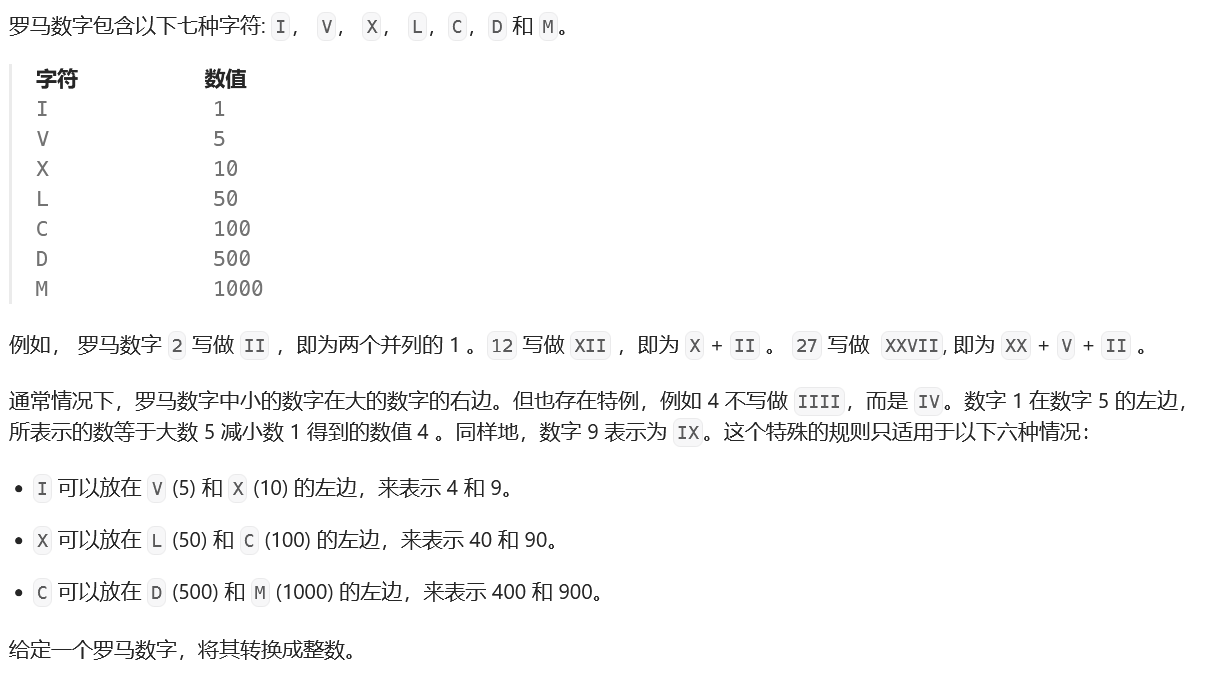 罗马数字包含以下七种字符: I， V， X， L，C，D 和 M。
字符 数值
I 1
V 5
X 10
L 50
C 100
D 500
M 1000
例如， 罗马数字 2 写做 II ，即为两个并列的 1 。12 写做 XII ，即为 X + II 。 27 写做 XXVII, 即为 XX + V + II 。
通常情况下，罗马数字中小的数字在大的数字的右边。但也存在特例，例如 4 不写做 IIII，而是 IV。数字 1 在数字 5 的左边，
所表示的数等于大数 5 减小数 1 得到的数值 4 。同样地，数字 9 表示为 IX。这个特殊的规则只适用于以下六种情况：
• I 可以放在 V (5) 和 X (10) 的左边，来表示 4 和 9。
• X 可以放在 L (50) 和 C (100) 的左边，来表示 40 和 90。
• C 可以放在 D (500) 和 M (1000) 的左边，来表示 400 和 900。
给定一个罗马数字，将其转换成整数。